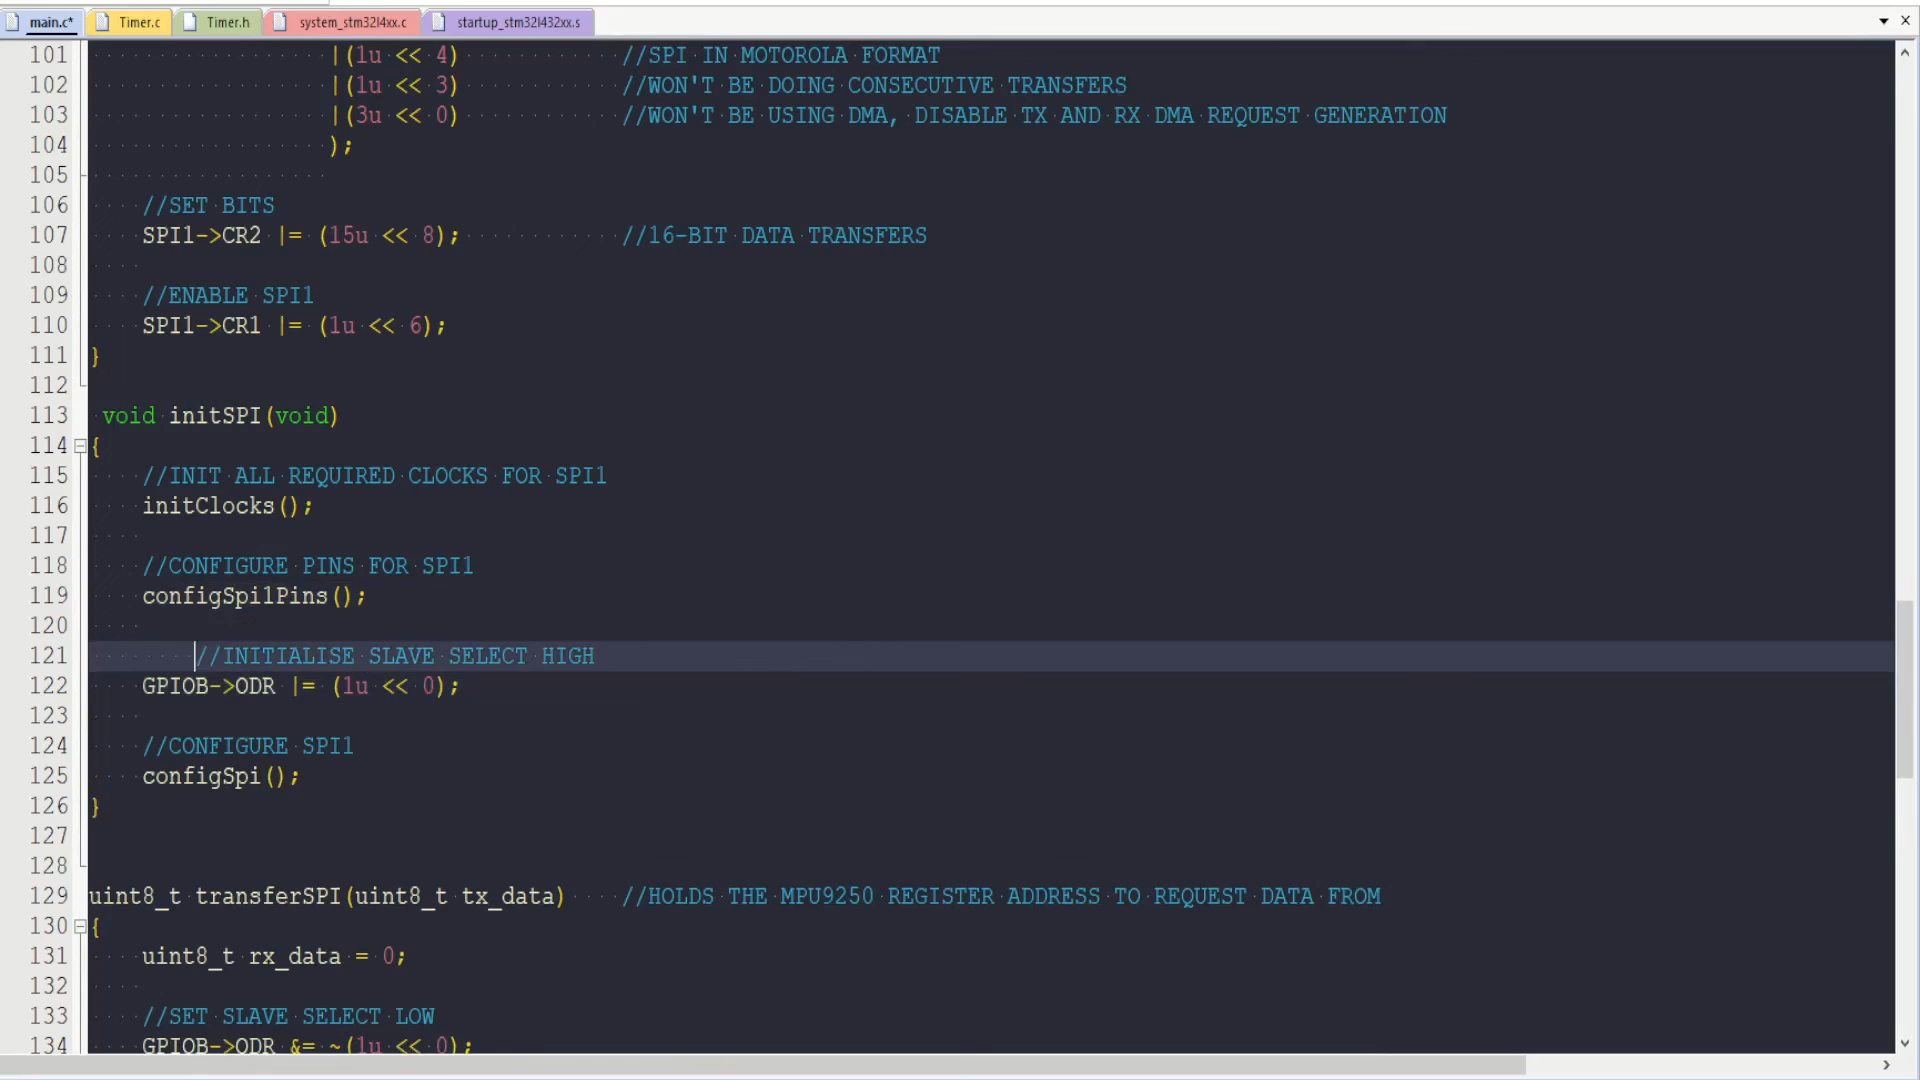 main.c* Timer.c Timer.h system_stm32l4xx.c startup_stm32l432xx.s
101 |(1u << 4) //SPI IN MOTOROLA FORMAT
102 |(1u << 3) //WON'T BE DOING CONSECUTIVE TRANSFERS
103 |(3u << 0) //WON'T BE USING DMA, DISABLE TX AND RX DMA REQUEST GENERATION
104 );
105
106 //SET BITS
107 SPI1->CR2 |= (15u << 8); //16-BIT DATA TRANSFERS
108
109 //ENABLE SPI1
110 SPI1->CR1 |= (1u << 6);
111 }
112
113 void initSPI(void)
114 {
115 //INIT ALL REQUIRED CLOCKS FOR SPI1
116 initClocks();
117
118 //CONFIGURE PINS FOR SPI1
119 configSpi1Pins();
120
121 //INITIALISE SLAVE SELECT HIGH
122 GPIOB->ODR |= (1u << 0);
123
124 //CONFIGURE SPI1
125 configSpi();
126 }
127
128
129 uint8_t transferSPI(uint8_t tx_data) //HOLDS THE MPU9250 REGISTER ADDRESS TO REQUEST DATA FROM
130 {
131 uint8_t rx_data = 0;
132
133 //SET SLAVE SELECT LOW
134 GPIOB->ODR &= ~(1u << 0);